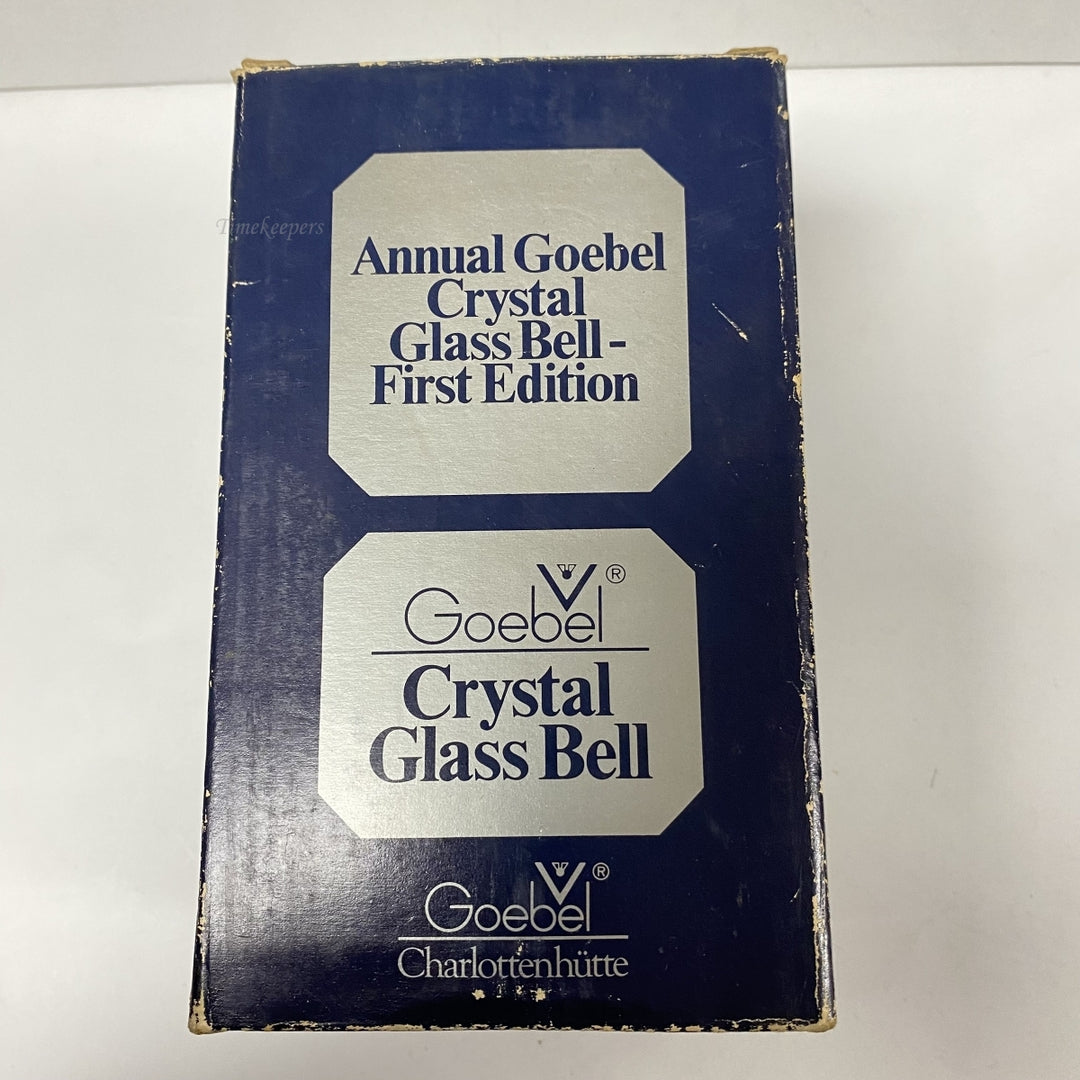 Timekeepers
Annual Goebel
Crystal
Glass Bell -
First Edition
Goebel ®
Crystal
Glass Bell
Goebel ®
Charlottenhütte